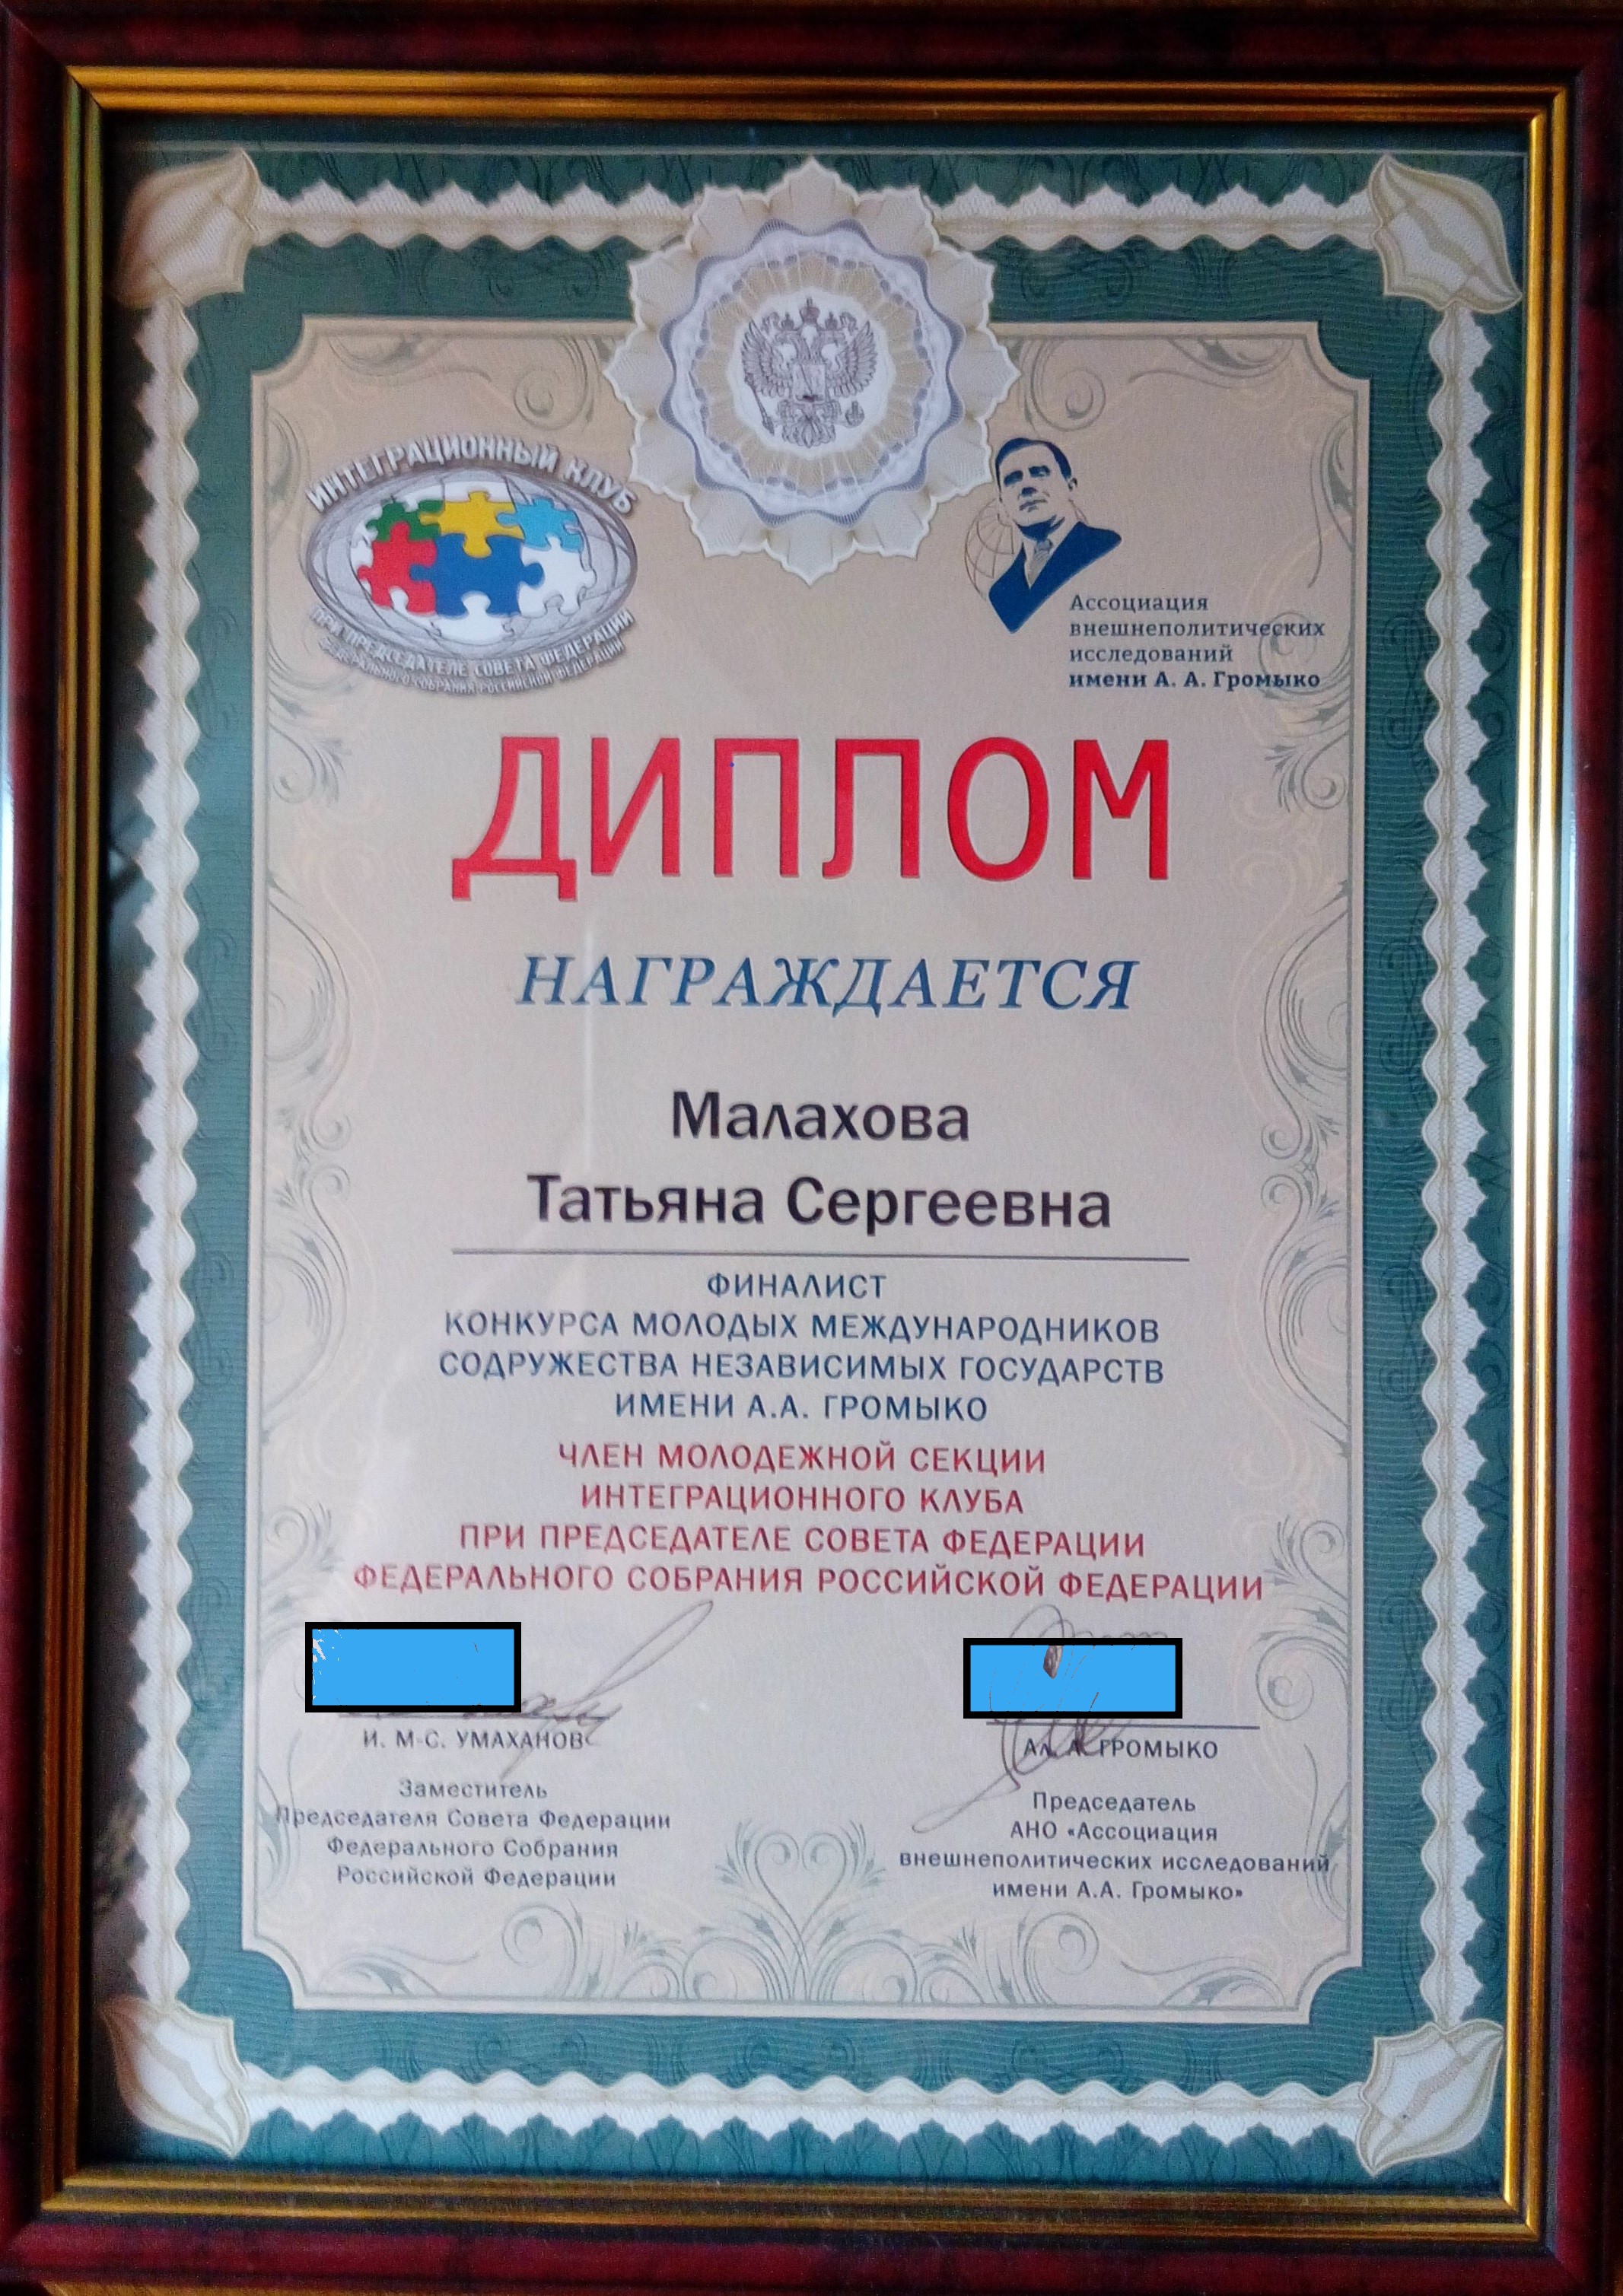 ИНТЕГРАЦИОННЫЙ КЛУБ
ПРИ ПРЕДСЕДАТЕЛЕ СОВЕТА ФЕДЕРАЦИИ
ФЕДЕРАЛЬНОГО СОБРАНИЯ РОССИЙСКОЙ ФЕДЕРАЦИИ
Ассоциация
внешнеполитических
исследований
имени А. А. Громыко
ДИПЛОМ
НАГРАЖДАЕТСЯ
Малахова
Татьяна Сергеевна
ФИНАЛИСТ
КОНКУРСА МОЛОДЫХ МЕЖДУНАРОДНИКОВ
СОДРУЖЕСТВА НЕЗАВИСИМЫХ ГОСУДАРСТВ
ИМЕНИ А.А. ГРОМЫКО
ЧЛЕН МОЛОДЕЖНОЙ СЕКЦИИ
ИНТЕГРАЦИОННОГО КЛУБА
ПРИ ПРЕДСЕДАТЕЛЕ СОВЕТА ФЕДЕРАЦИИ
ФЕДЕРАЛЬНОГО СОБРАНИЯ РОССИЙСКОЙ ФЕДЕРАЦИИ
И. М-С. УМАХАНОВ
Заместитель
Председателя Совета Федерации
Федерального Собрания
Российской Федерации
Ал. А. ГРОМЫКО
Председатель
АНО «Ассоциация
внешнеполитических исследований
имени А.А. Громыко»